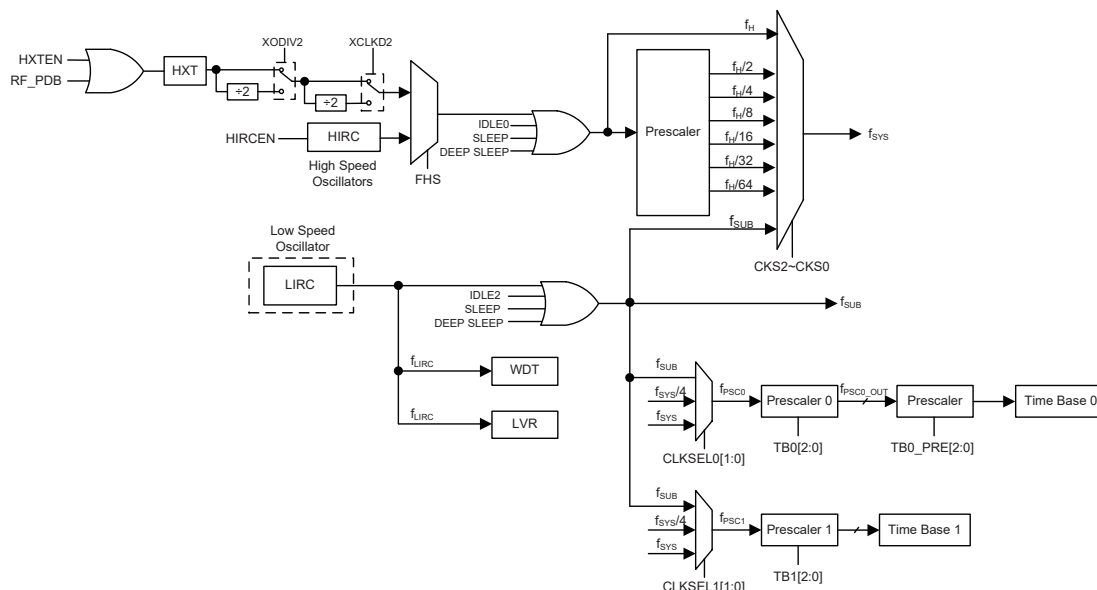 XODIV2
XCLKD2
HXTEN
RF_PDB
HXT
÷2
÷2
HIRCEN
HIRC
High Speed
Oscillators
FHS
IDLE0
SLEEP
DEEP SLEEP
Prescaler
fH
fH/2
fH/4
fH/8
fH/16
fH/32
fH/64
fSUB
CKS2~CKS0
fSYS
Low Speed
Oscillator
LIRC
IDLE2
SLEEP
DEEP SLEEP
fSUB
fLIRC
WDT
fLIRC
LVR
fSUB
fSYS/4
fSYS
CLKSEL0[1:0]
fPSC0
Prescaler 0
TB0[2:0]
fPSC0_OUT
Prescaler
TB0_PRE[2:0]
Time Base 0
fSUB
fSYS/4
fSYS
CLKSEL1[1:0]
fPSC1
Prescaler 1
TB1[2:0]
Time Base 1